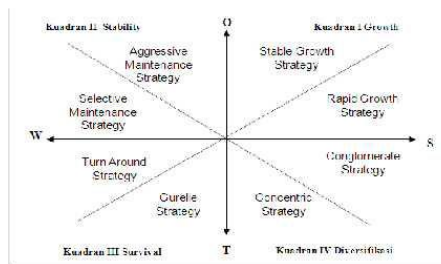 Kuadran II Stability
O
Kuadran I Growth
Aggressive
Maintenance
Strategy
Stable Growth
Strategy
Selective
Maintenance
Strategy
Rapid Growth
Strategy
W
S
Turn Around
Strategy
Conglomerate
Strategy
Gurelle
Strategy
Concentric
Strategy
Kuadran III Survival
T
Kuadran IV Diversifikasi